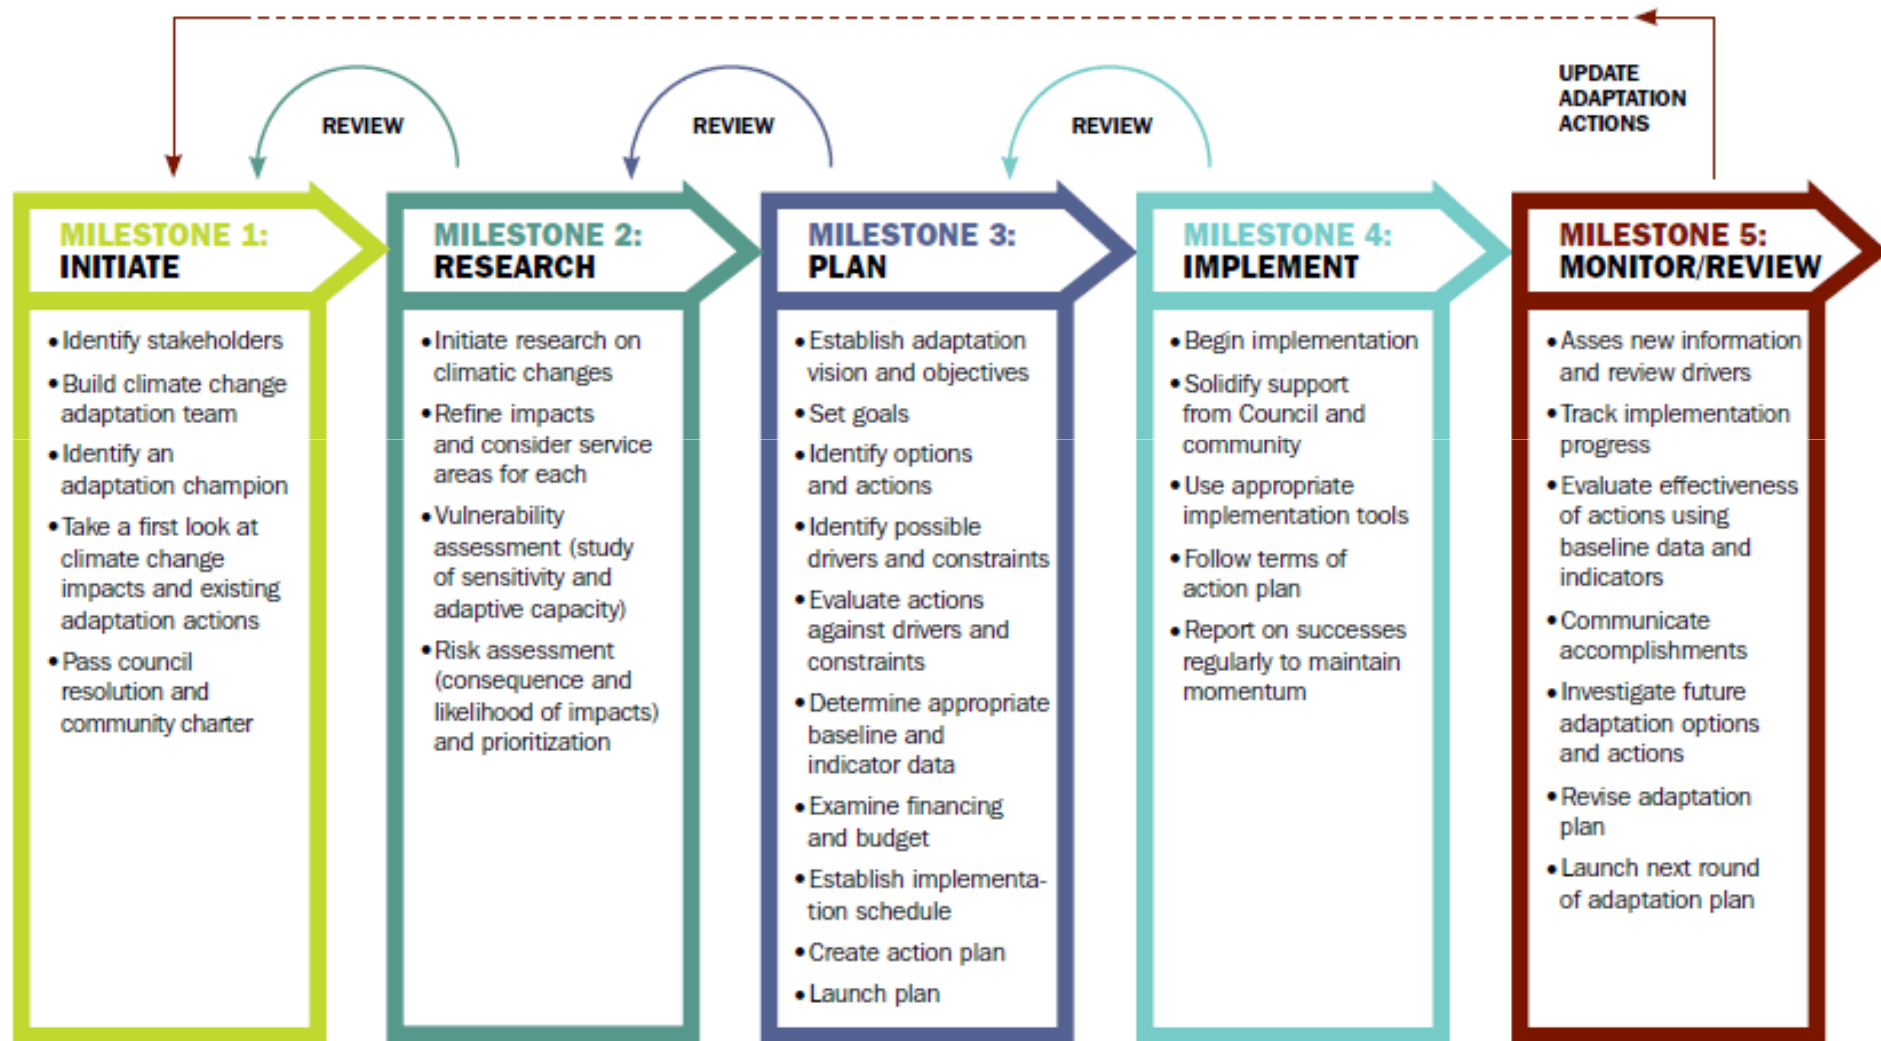 UPDATE
ADAPTATION
ACTIONS
REVIEW
REVIEW
REVIEW
MILESTONE 1:
INITIATE
•Identify stakeholders
•Build climate change
adaptation team
•Identify an
adaptation champion
•Take a first look at
climate change
impacts and existing
adaptation actions
•Pass council
resolution and
community charter
MILESTONE 2:
RESEARCH
•Initiate research on
climatic changes
•Refine impacts
and consider service
areas for each
•Vulnerability
assessment (study
of sensitivity and
adaptive capacity)
•Risk assessment
(consequence and
likelihood of impacts)
and prioritization
MILESTONE 3:
PLAN
•Establish adaptation
vision and objectives
•Set goals
•Identify options
and actions
•Identify possible
drivers and constraints
•Evaluate actions
against drivers and
constraints
•Determine appropriate
baseline and
indicator data
•Examine financing
and budget
•Establish implementa-
tion schedule
•Create action plan
•Launch plan
MILESTONE 4:
IMPLEMENT
•Begin implementation
•Solidify support
from Council and
community
•Use appropriate
implementation tools
•Follow terms of
action plan
•Report on successes
regularly to maintain
momentum
MILESTONE 5:
MONITOR/REVIEW
•Asses new information
and review drivers
•Track implementation
progress
•Evaluate effectiveness
of actions using
baseline data and
indicators
•Communicate
accomplishments
•Investigate future
adaptation options
and actions
•Revise adaptation
plan
•Launch next round
of adaptation plan